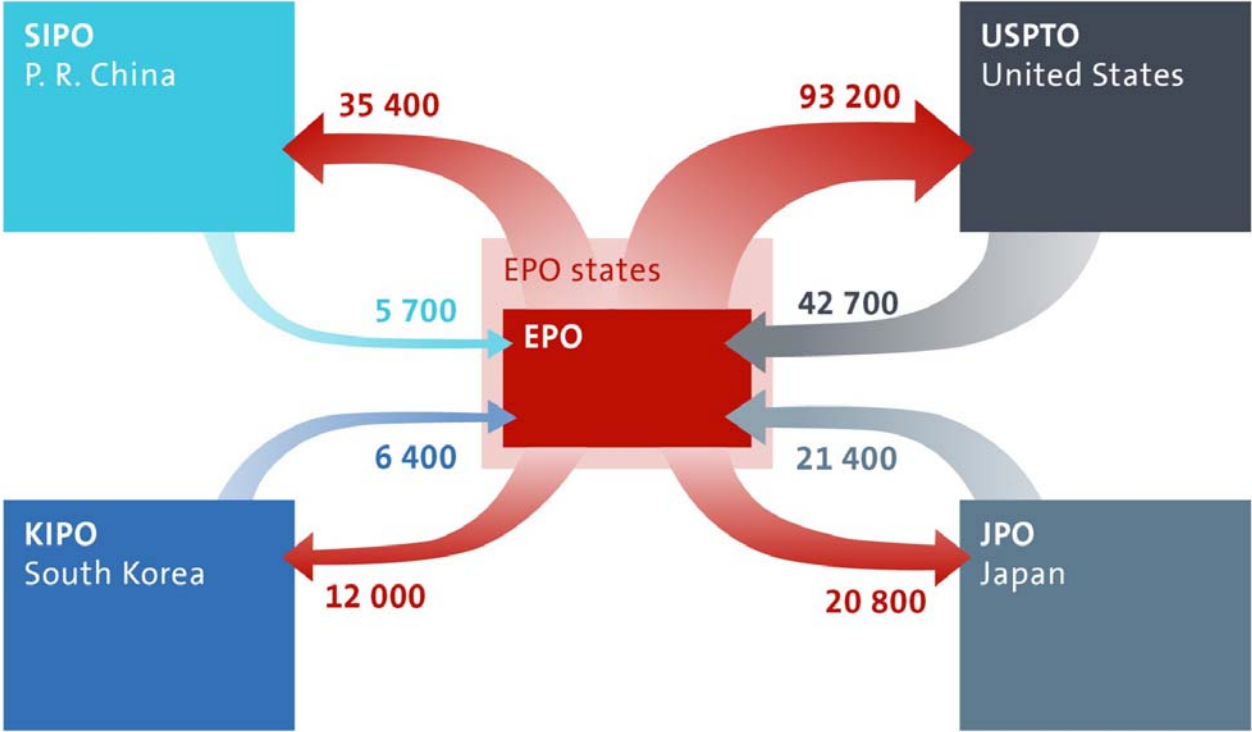 SIPO
P. R. China
35 400
93 200
USPTO
United States
EPO states
5 700
EPO
42 700
6 400
21 400
KIPO
South Korea
12 000
20 800
JPO
Japan